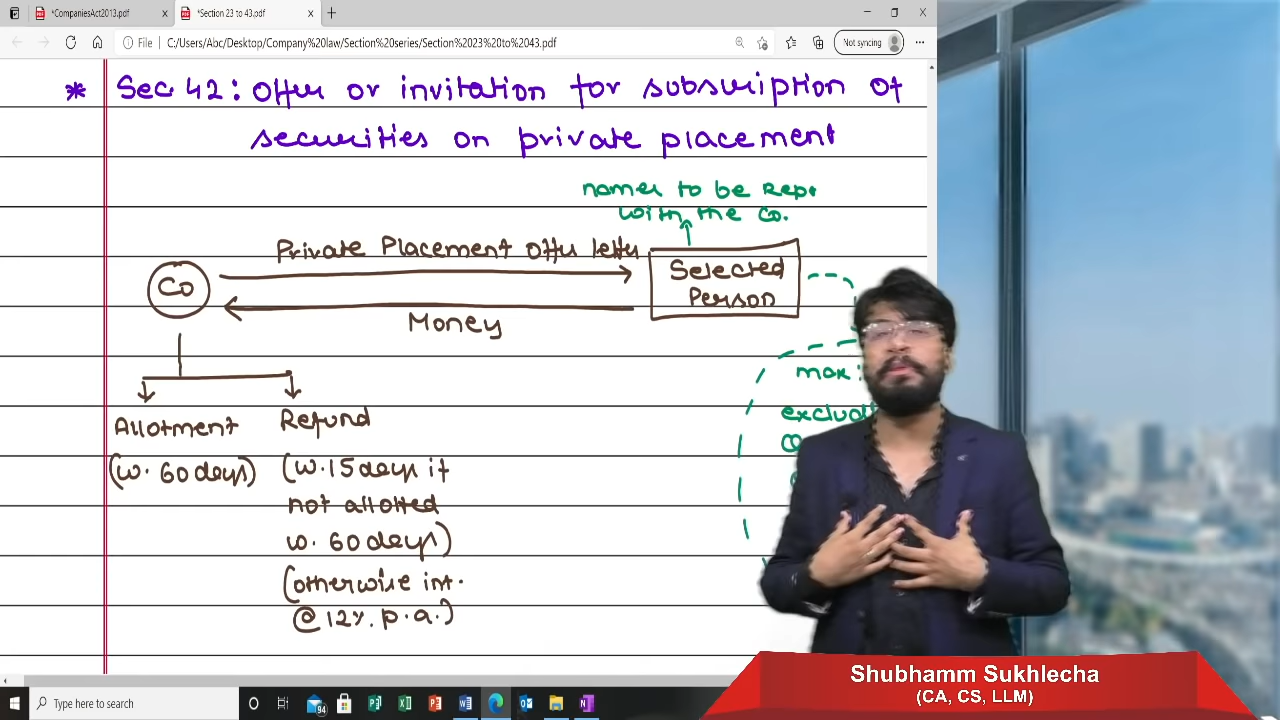 *CompaniesAct2013.pdf
*Section 23 to 43.pdf
File
C:/Users/Abc/Desktop/Company%20law/Section%20series/Section%2023%20to%2043.pdf
Not syncing
* Sec 42: Offer or invitation for subscription of
securities on private placement
names to be
with the Co.
Private Placement Offer letter
Co
Selected
Person
Money
max:
Allotment
Refund
(w. 60 days)
(w. 15 days if
not allotted
w. 60 days)
(otherwise int.
@ 12%. p.a.)
Shubhamm Sukhlecha
(CA, CS, LLM)
Type here to search
94